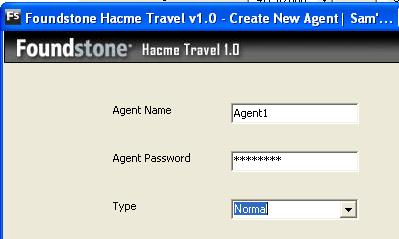 FS Foundstone Hacme Travel v1.0 - Create New Agent | Sam'...
Foundstone® Hacme Travel 1.0
Agent Name Agent1
Agent Password ********
Type Normal